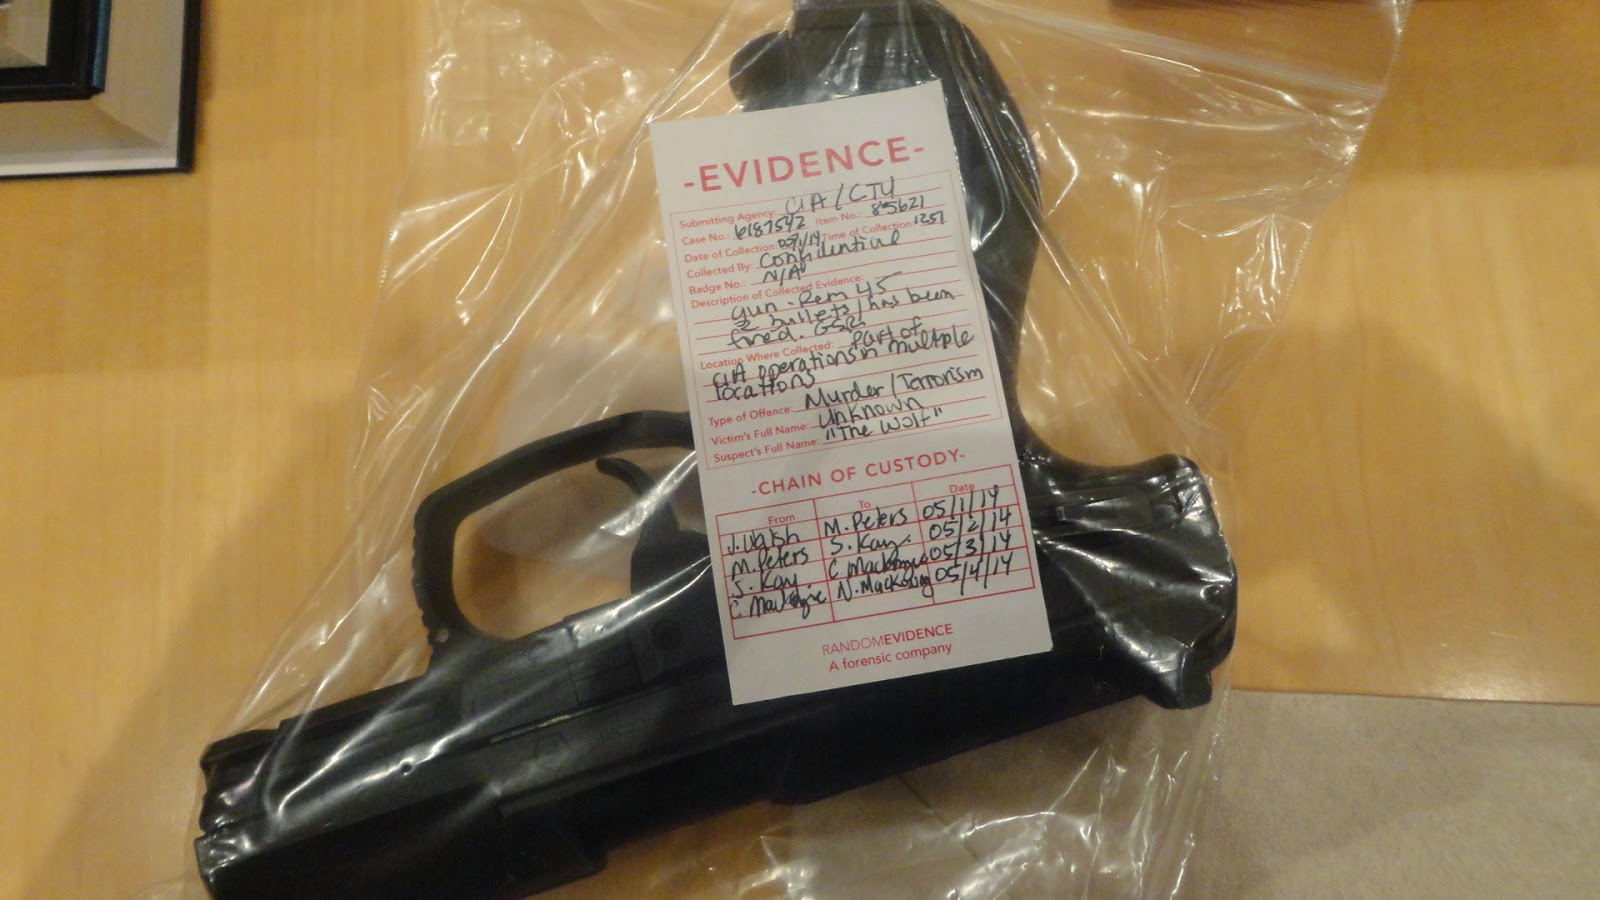 -EVIDENCE-
Submitting Agency: CIA / CTU
Case No.: 6187542 Item No.: 85621
Date of Collection: 05/1/14 Time of Collection: 1257
Collected By: Confidential
Badge No.: N/A
Description of Collected Evidence:
gun - Rem 45
2 bullets / has been
fired. GSR
Location Where Collected: Part of
CIA operations in multiple
locations
Type of Offence: Murder / Terrorism
Victim's Full Name: Unknown
Suspect's Full Name: "The Wolf"
-CHAIN OF CUSTODY-
From To Date
J. Walsh M. Peters 05/1/14
M. Peters S. Kay. 05/2/14
S. Kay C 05/3/14
C. N. 05/4/14
RANDOMEVIDENCE
A forensic company